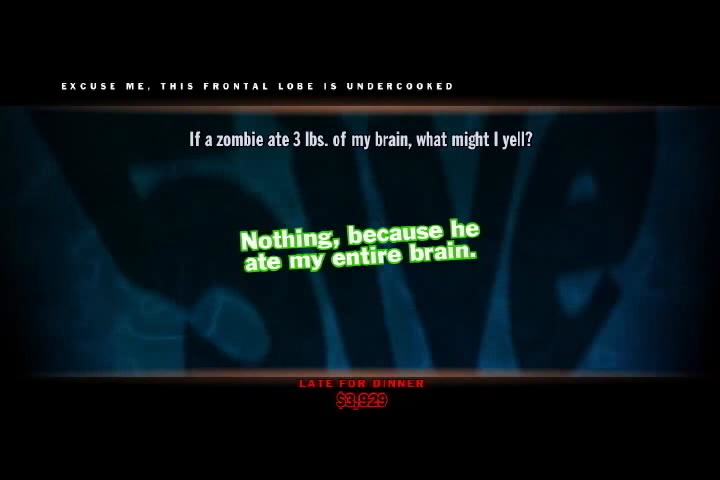 EXCUSE ME, THIS FRONTAL LOBE IS UNDERCOOKED
If a zombie ate 3 lbs. of my brain, what might I yell?
Nothing, because he
ate my entire brain.
LATE FOR DINNER
$3,929